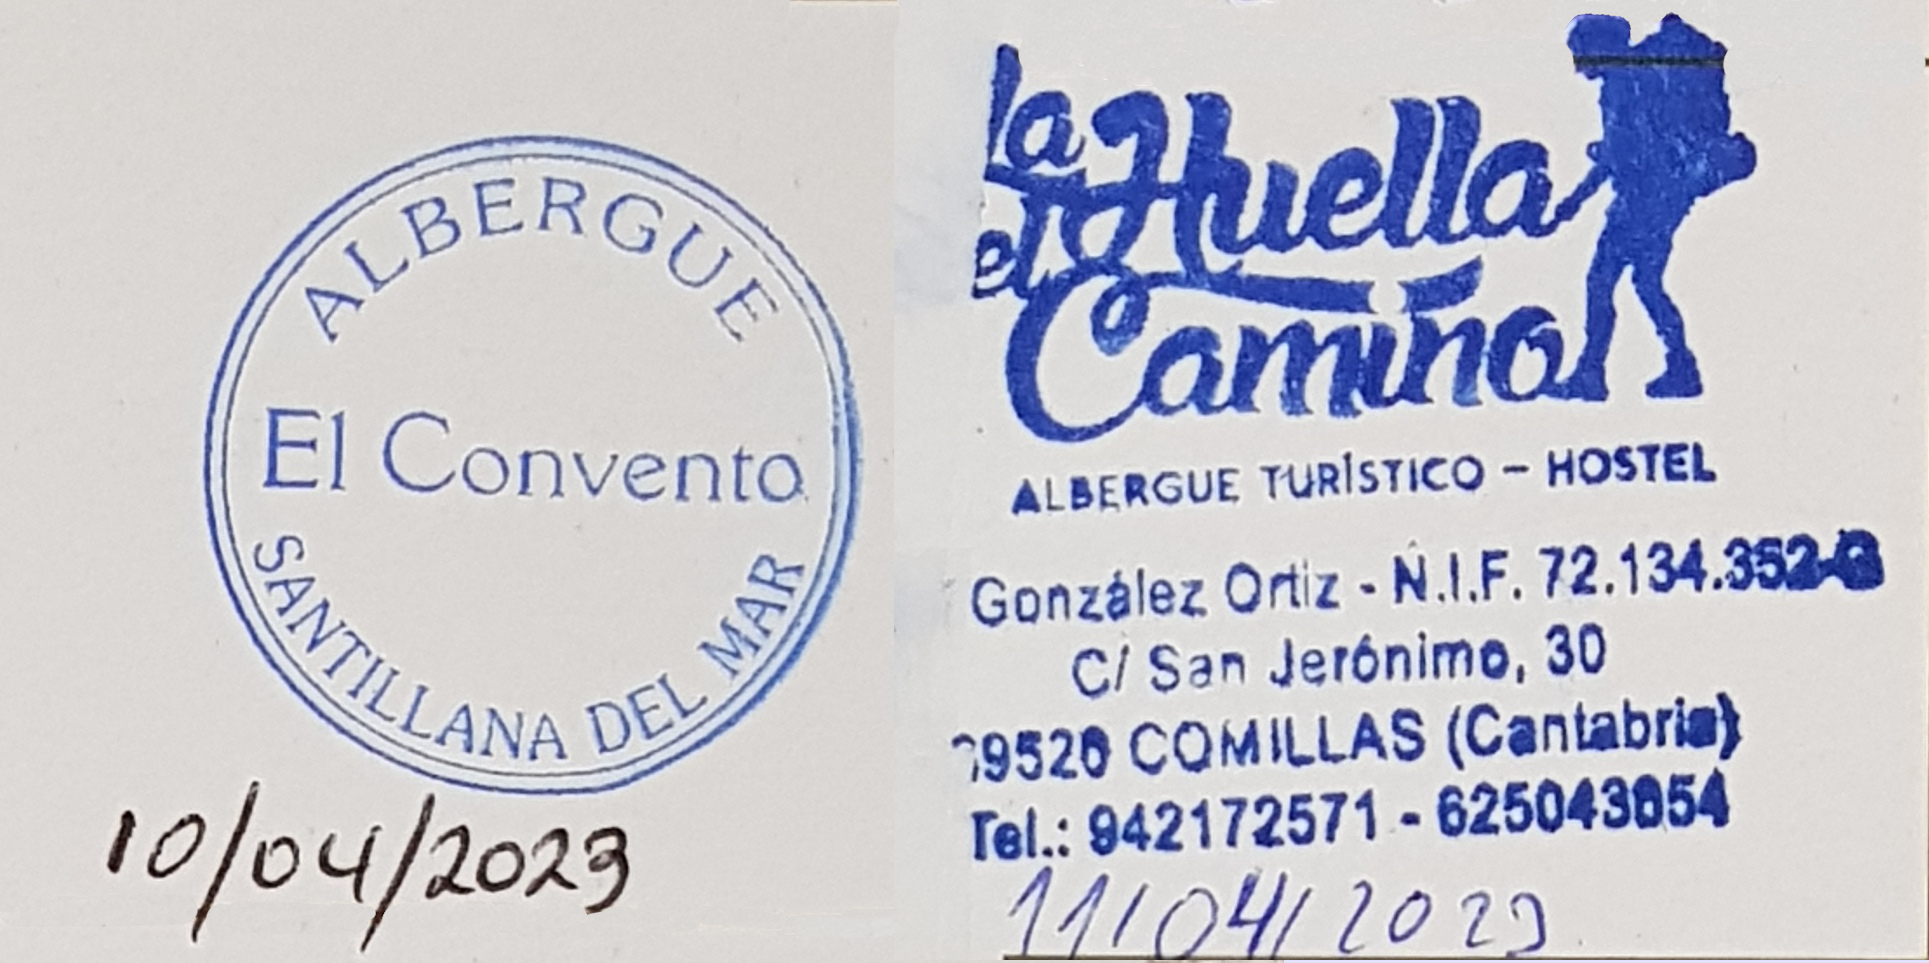 ALBERGUE
El Convento
SANTILLANA DEL MAR
10/04/2023
la Huella
el Camino
ALBERGUE TURÍSTICO - HOSTEL
González Ortiz - N.I.F. 72.134.352-G
C/ San Jerónimo, 30
39520 COMILLAS (Cantabria)
Tel.: 942172571 - 625043654
11/04/2023